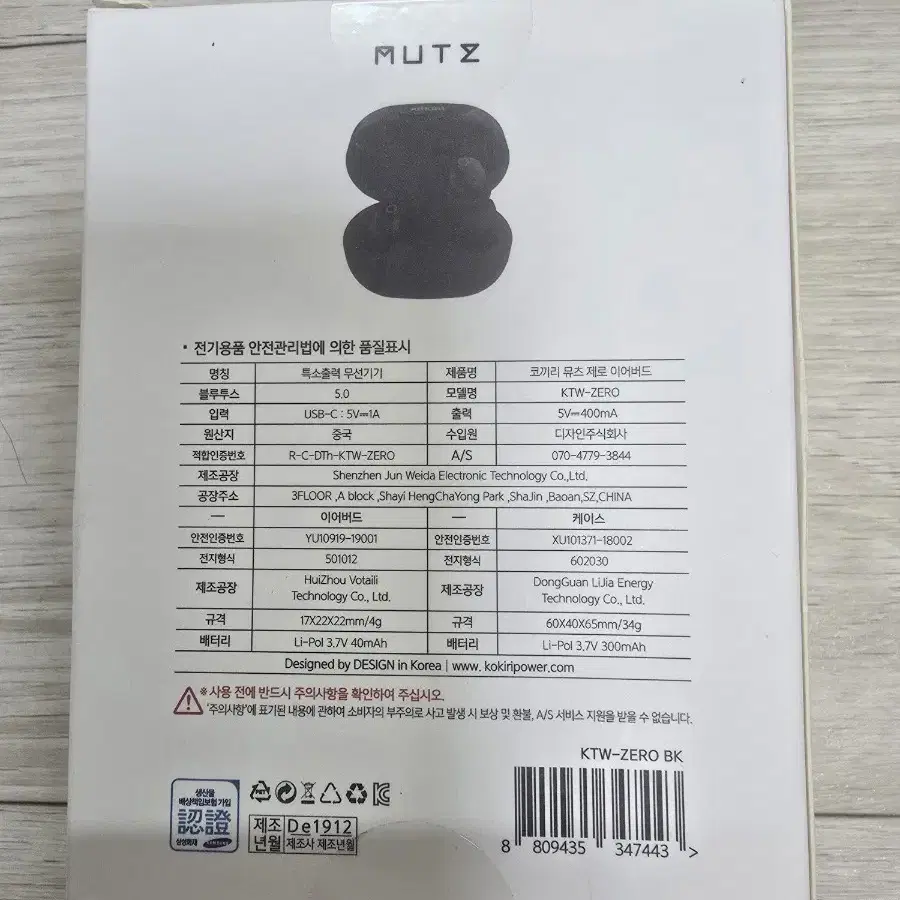 MUTZ
• 전기용품 안전관리법에 의한 품질표시
명칭 특소출력 무선기기 제품명 코끼리 뮤즈 제로 이어버드
블루투스 5.0 모델명 KTW-ZERO
입력 USB-C : 5V⎓1A 출력 5V⎓400mA
원산지 중국 수입원 디자인주식회사
적합인증번호 R-C-DTh-KTW-ZERO A/S 070-4779-3844
제조공장 Shenzhen Jun Weida Electronic Technology Co.,Ltd.
공장주소 3FLOOR ,A block ,Shayi HengChaYong Park ,ShaJin ,Baoan,SZ,CHINA
— 이어버드 — 케이스
안전인증번호 YU10919-19001 안전인증번호 XU101371-18002
전지형식 501012 전지형식 602030
제조공장 HuiZhou Votaili Technology Co., Ltd. 제조공장 DongGuan LiJia Energy Technology Co., Ltd.
규격 17X22X22mm/4g 규격 60X40X65mm/34g
배터리 Li-Pol 3.7V 40mAh 배터리 Li-Pol 3.7V 300mAh
Designed by DESIGN in Korea | www. kokiripower.com
※ 사용 전에 반드시 주의사항을 확인하여 주십시오.
'주의사항'에 표기된 내용에 관하여 소비자의 부주의로 사고 발생 시 보상 및 환불, A/S 서비스 지원을 받을 수 없습니다.
KTW-ZERO BK
생산물
배상책임보험 가입
認證
삼성화재 SAMSUNG
제조년월 De1912
제조사 제조년월
8 809435 347443 >